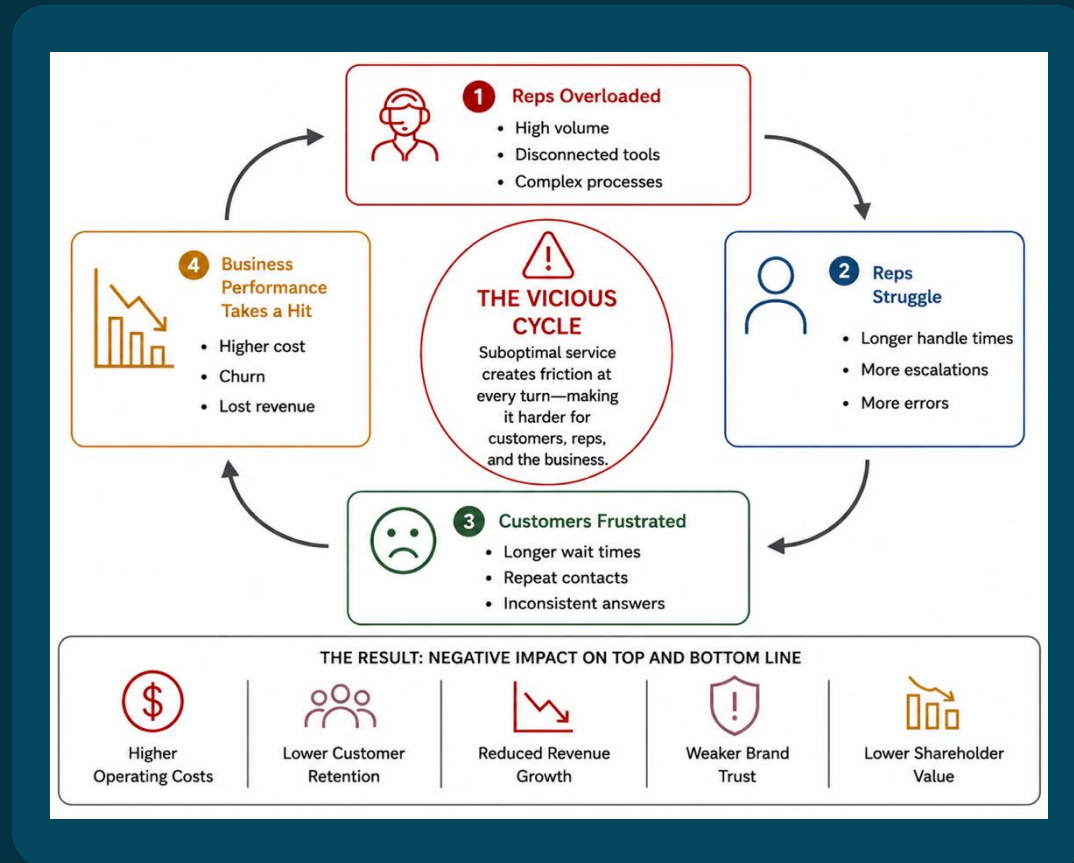 1 Reps Overloaded
• High volume
• Disconnected tools
• Complex processes
2 Reps
Struggle
• Longer handle times
• More escalations
• More errors
3 Customers Frustrated
• Longer wait times
• Repeat contacts
• Inconsistent answers
4 Business
Performance
Takes a Hit
• Higher cost
• Churn
• Lost revenue
THE VICIOUS
CYCLE
Suboptimal service
creates friction at
every turn—making
it harder for
customers, reps,
and the business.
THE RESULT: NEGATIVE IMPACT ON TOP AND BOTTOM LINE
$
Higher
Operating Costs
Lower Customer
Retention
Reduced Revenue
Growth
Weaker Brand
Trust
Lower Shareholder
Value